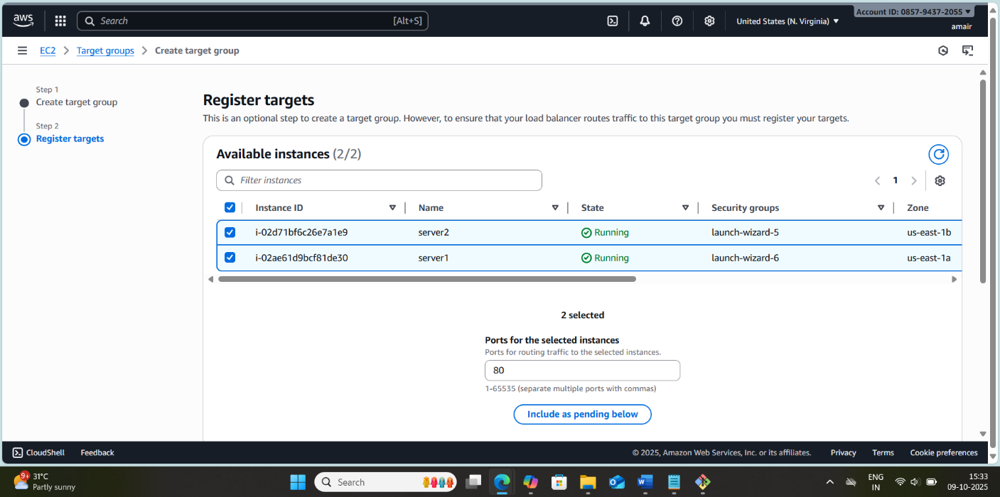 aws
Search [Alt+S]
United States (N. Virginia)
Account ID: 0857-9437-2055
amair
EC2 Target groups Create target group
Step 1
Create target group
Step 2
Register targets
Register targets
This is an optional step to create a target group. However, to ensure that your load balancer routes traffic to this target group you must register your targets.
Available instances (2/2)
Filter instances
1
Instance ID Name State Security groups Zone
i-02d71bf6c26e7a1e9 server2 Running launch-wizard-5 us-east-1b
i-02ae61d9bcf81de30 server1 Running launch-wizard-6 us-east-1a
2 selected
Ports for the selected instances
Ports for routing traffic to the selected instances.
80
1-65535 (separate multiple ports with commas)
Include as pending below
CloudShell Feedback © 2025, Amazon Web Services, Inc. or its affiliates. Privacy Terms Cookie preferences
9+
31°C
Partly sunny
Search
ENG
IN
15:33
09-10-2025